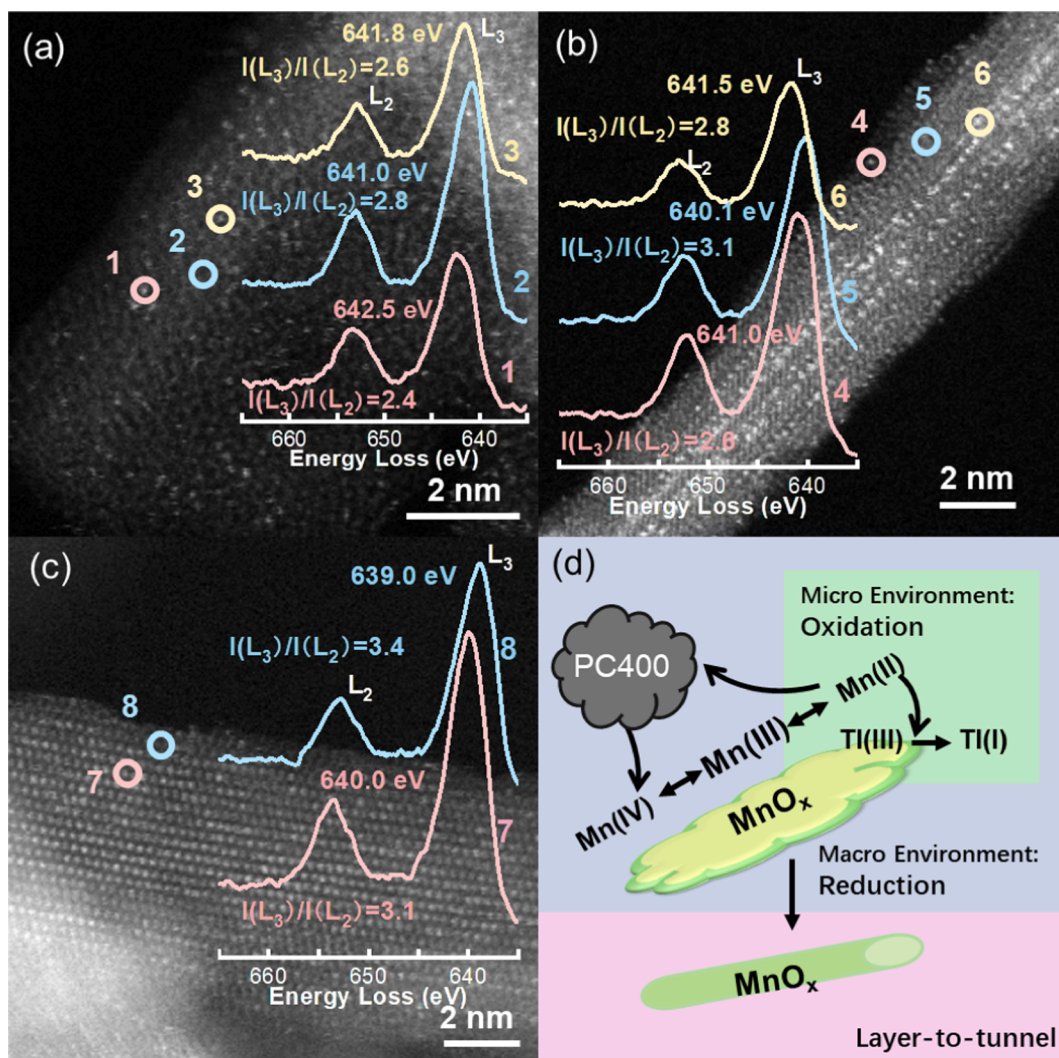 (a)
641.8 eV
L₃
I(L₃)/I(L₂)=2.6
L₂
3
641.0 eV
I(L₃)/I(L₂)=2.8
2
642.5 eV
1
I(L₃)/I(L₂)=2.4
3
2
1
660 650 640
Energy Loss (eV)
2 nm
(b)
L₃
6
5
4
641.5 eV
I(L₃)/I(L₂)=2.8
L₂
6
640.1 eV
I(L₃)/I(L₂)=3.1
5
641.0 eV
4
I(L₃)/I(L₂)=2.8
660 650 640
Energy Loss (eV)
2 nm
(c)
L₃
639.0 eV
I(L₃)/I(L₂)=3.4
8
L₂
8
7
640.0 eV
7
I(L₃)/I(L₂)=3.1
660 650 640
Energy Loss (eV)
2 nm
(d)
Micro Environment:
Oxidation
PC400
Mn(II)
Mn(III)
Tl(III)
Tl(I)
Mn(IV)
MnOₓ
Macro Environment:
Reduction
MnOₓ
Layer-to-tunnel